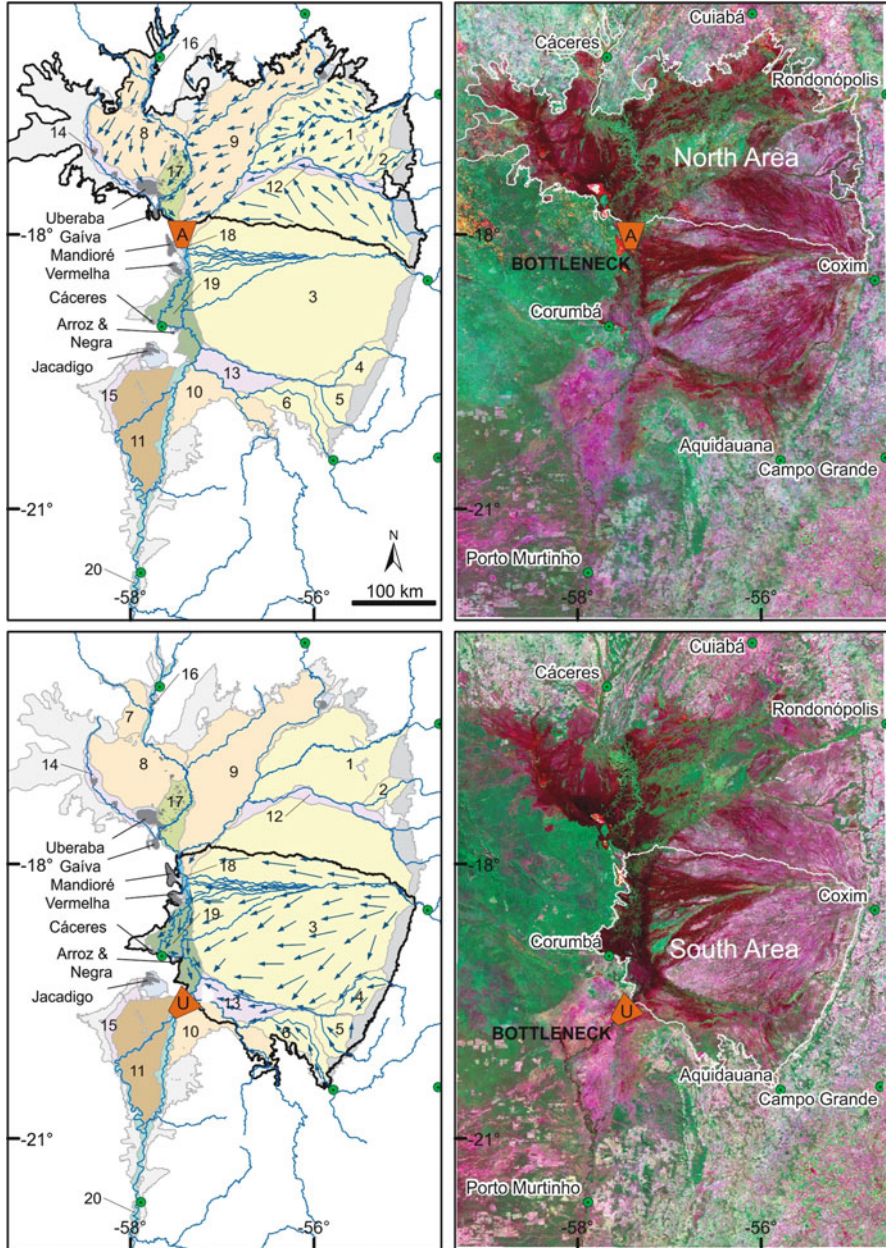 16
7
14
8
9
1
2
17
12
Uberaba
Gaíva
-18°
A
18
Mandioré
Vermelha
Cáceres
19
3
Arroz &
Negra
Jacadigo
13
4
15
10
6
5
11
-21°
N
20
100 km
-58°
-56°
Cuiabá
Cáceres
Rondonópolis
North Area
-18°
A
BOTTLENECK
Coxim
Corumbá
Aquidauana
Campo Grande
-21°
Porto Murtinho
-58°
-56°
16
7
14
8
9
1
2
17
12
Uberaba
Gaíva
-18°
18
Mandioré
Vermelha
Cáceres
19
3
Arroz &
Negra
Jacadigo
U
13
4
15
10
6
5
11
-21°
20
-58°
-56°
Cuiabá
Cáceres
Rondonópolis
-18°
Coxim
Corumbá
South Area
U
BOTTLENECK
Aquidauana
Campo Grande
-21°
Porto Murtinho
-58°
-56°